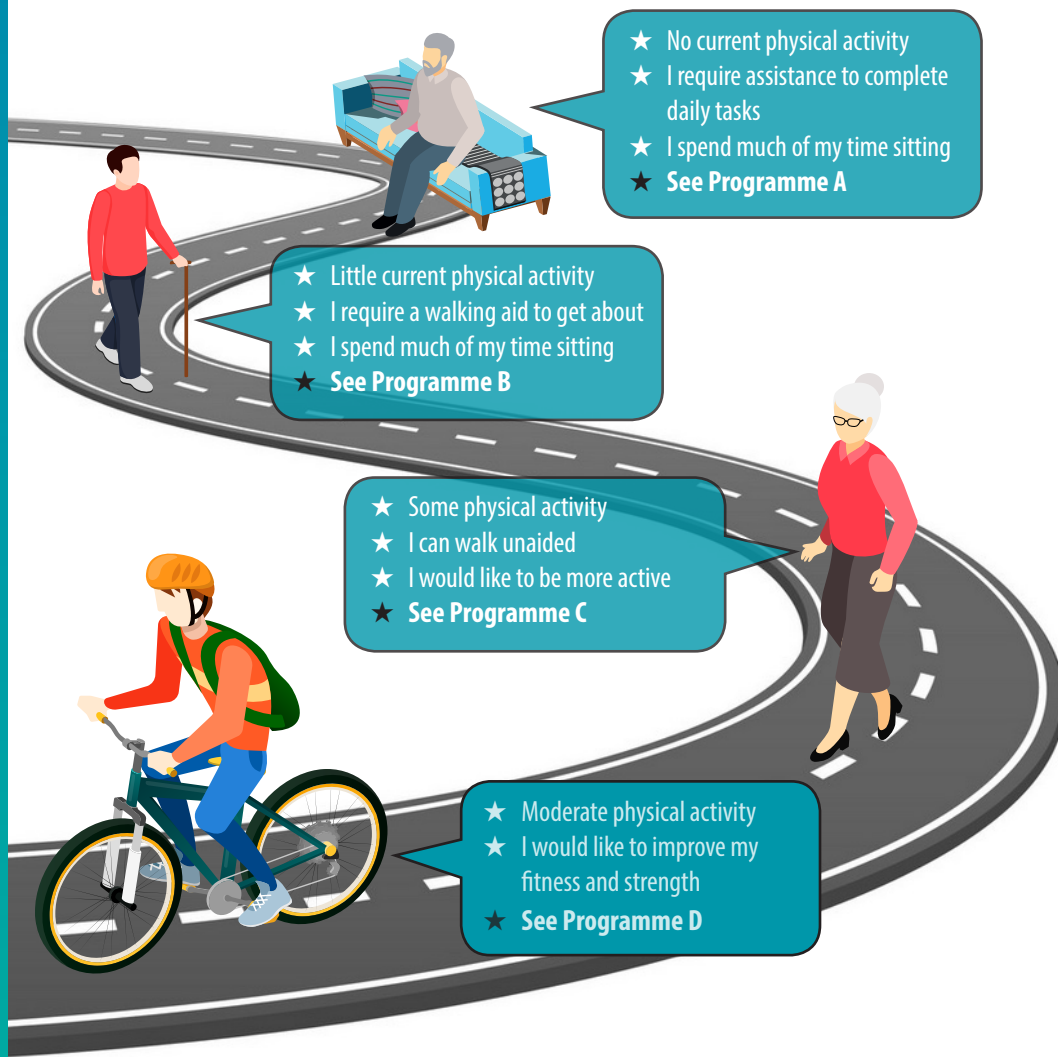 ★ No current physical activity
★ I require assistance to complete
daily tasks
★ I spend much of my time sitting
★ See Programme A
★ Little current physical activity
★ I require a walking aid to get about
★ I spend much of my time sitting
★ See Programme B
★ Some physical activity
★ I can walk unaided
★ I would like to be more active
★ See Programme C
★ Moderate physical activity
★ I would like to improve my
fitness and strength
★ See Programme D